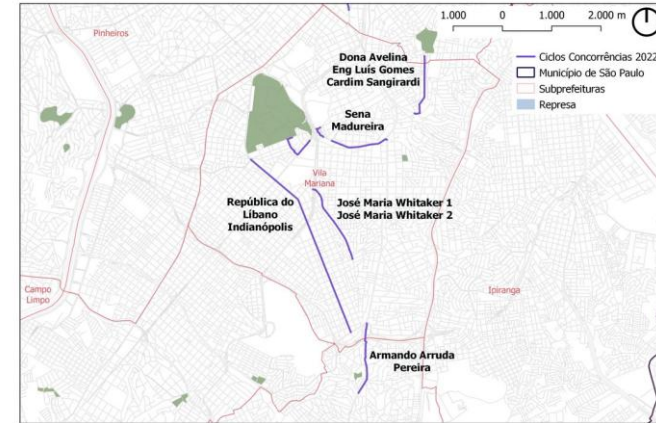 1.000 0 1.000 2.000 m
Pinheiros
Dona Avelina
Eng Luís Gomes
Cardim Sangirardi
Ciclos Concorrências 2022
Município de São Paulo
Subprefeituras
Represa
Sena
Madureira
Vila
Mariana
República do
Líbano
Indianópolis
José Maria Whitaker 1
José Maria Whitaker 2
Campo
Limpo
Ipiranga
Armando Arruda
Pereira